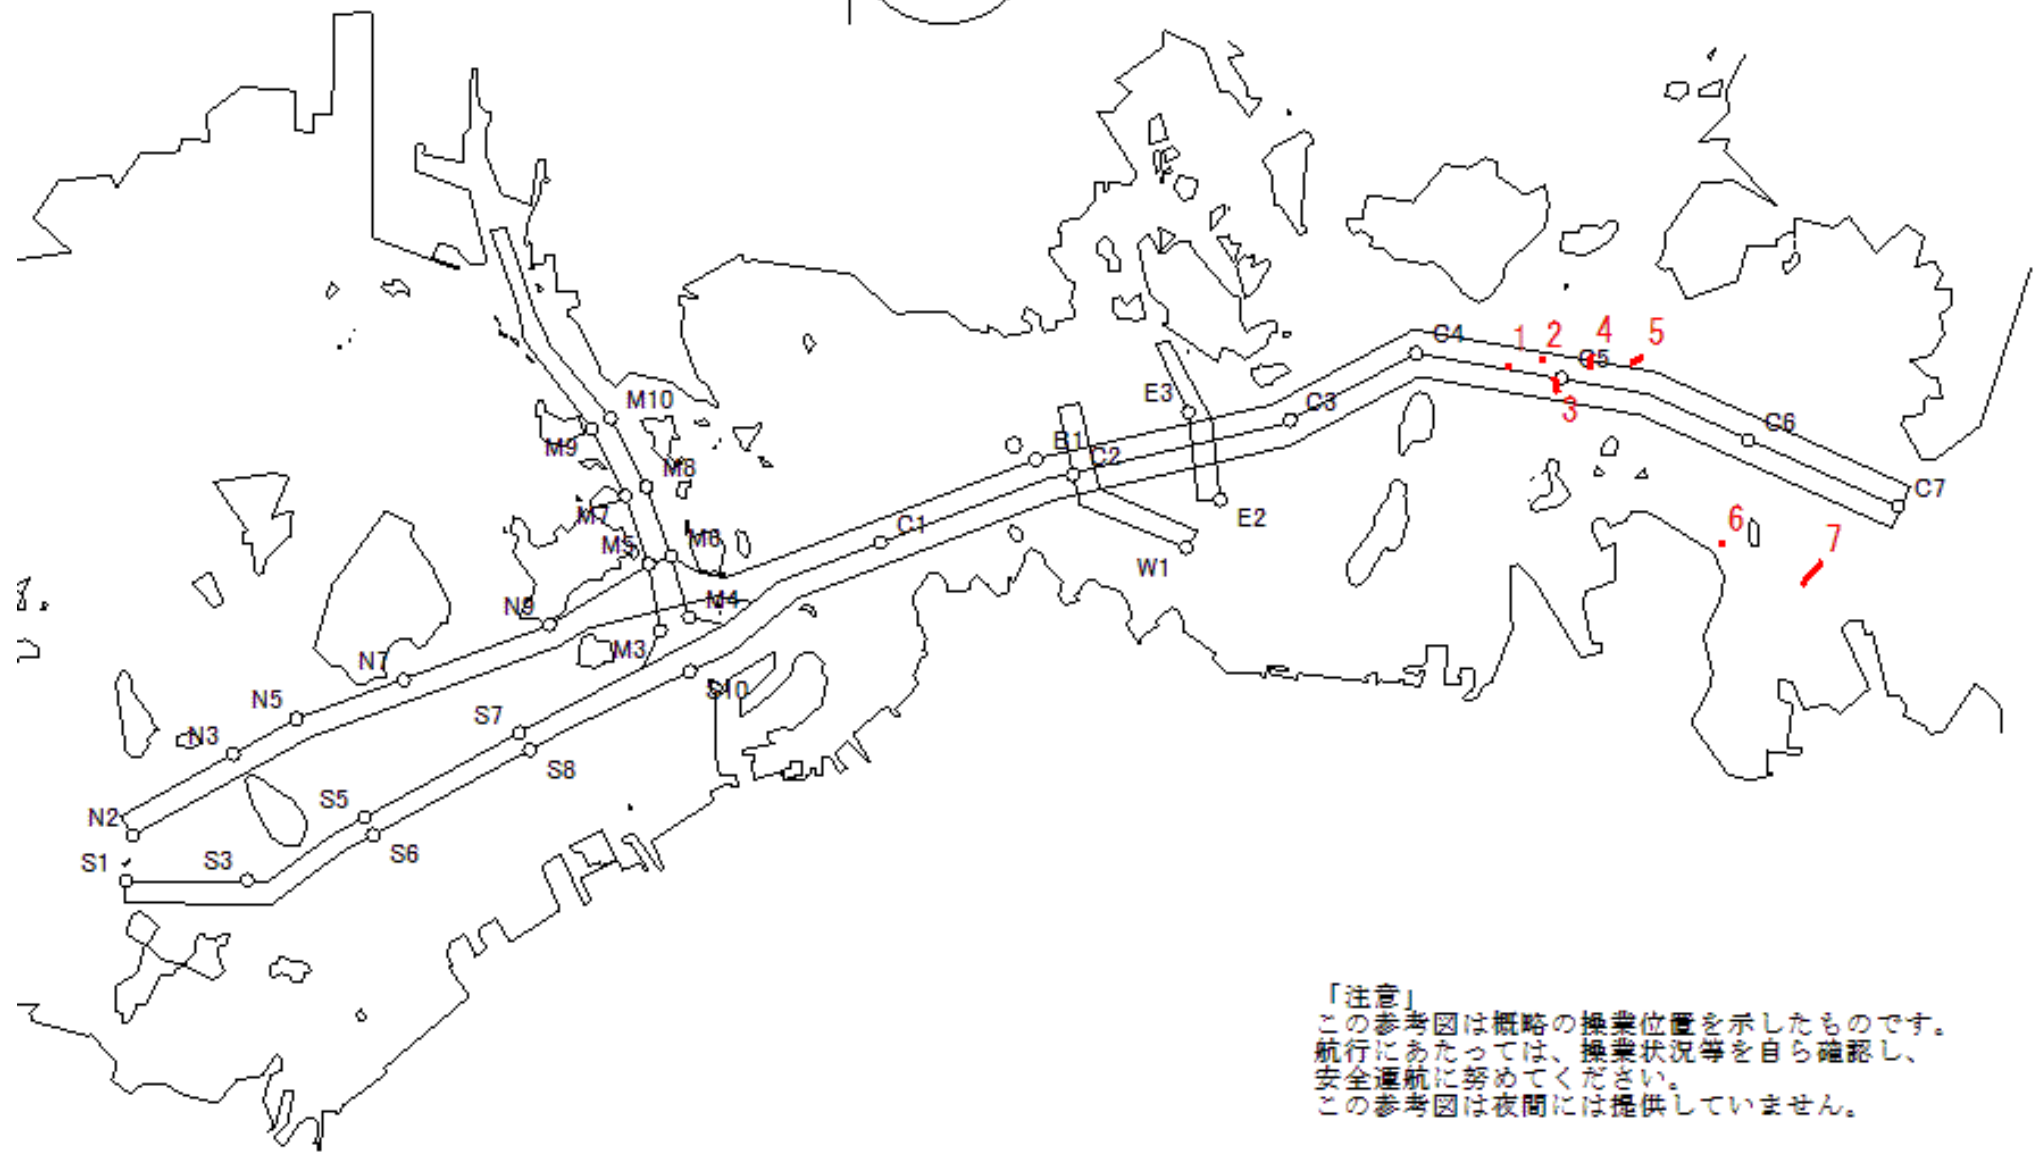 C4
1
2
4
5
C5
3
M10
E3
C3
C6
M9
B1
C2
M8
C7
M7
E2
6
C1
M5
M6
7
W1
N9
M4
M3
N7
S10
N5
S7
N3
S8
S5
N2
S6
S1
S3
「注意」
この参考図は概略の操業位置を示したものです。
航行にあたっては、操業状況等を自ら確認し、
安全運航に努めてください。
この参考図は夜間には提供していません。